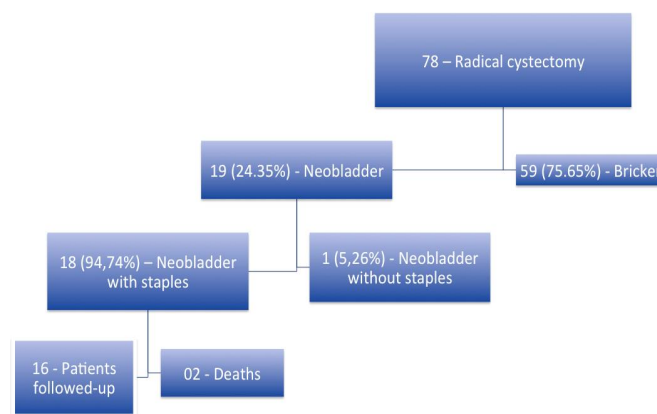 78 – Radical cystectomy
19 (24.35%) - Neobladder
59 (75.65%) - Bricker
18 (94,74%) – Neobladder
with staples
1 (5,26%) - Neobladder
without staples
16 - Patients
followed-up
02 - Deaths